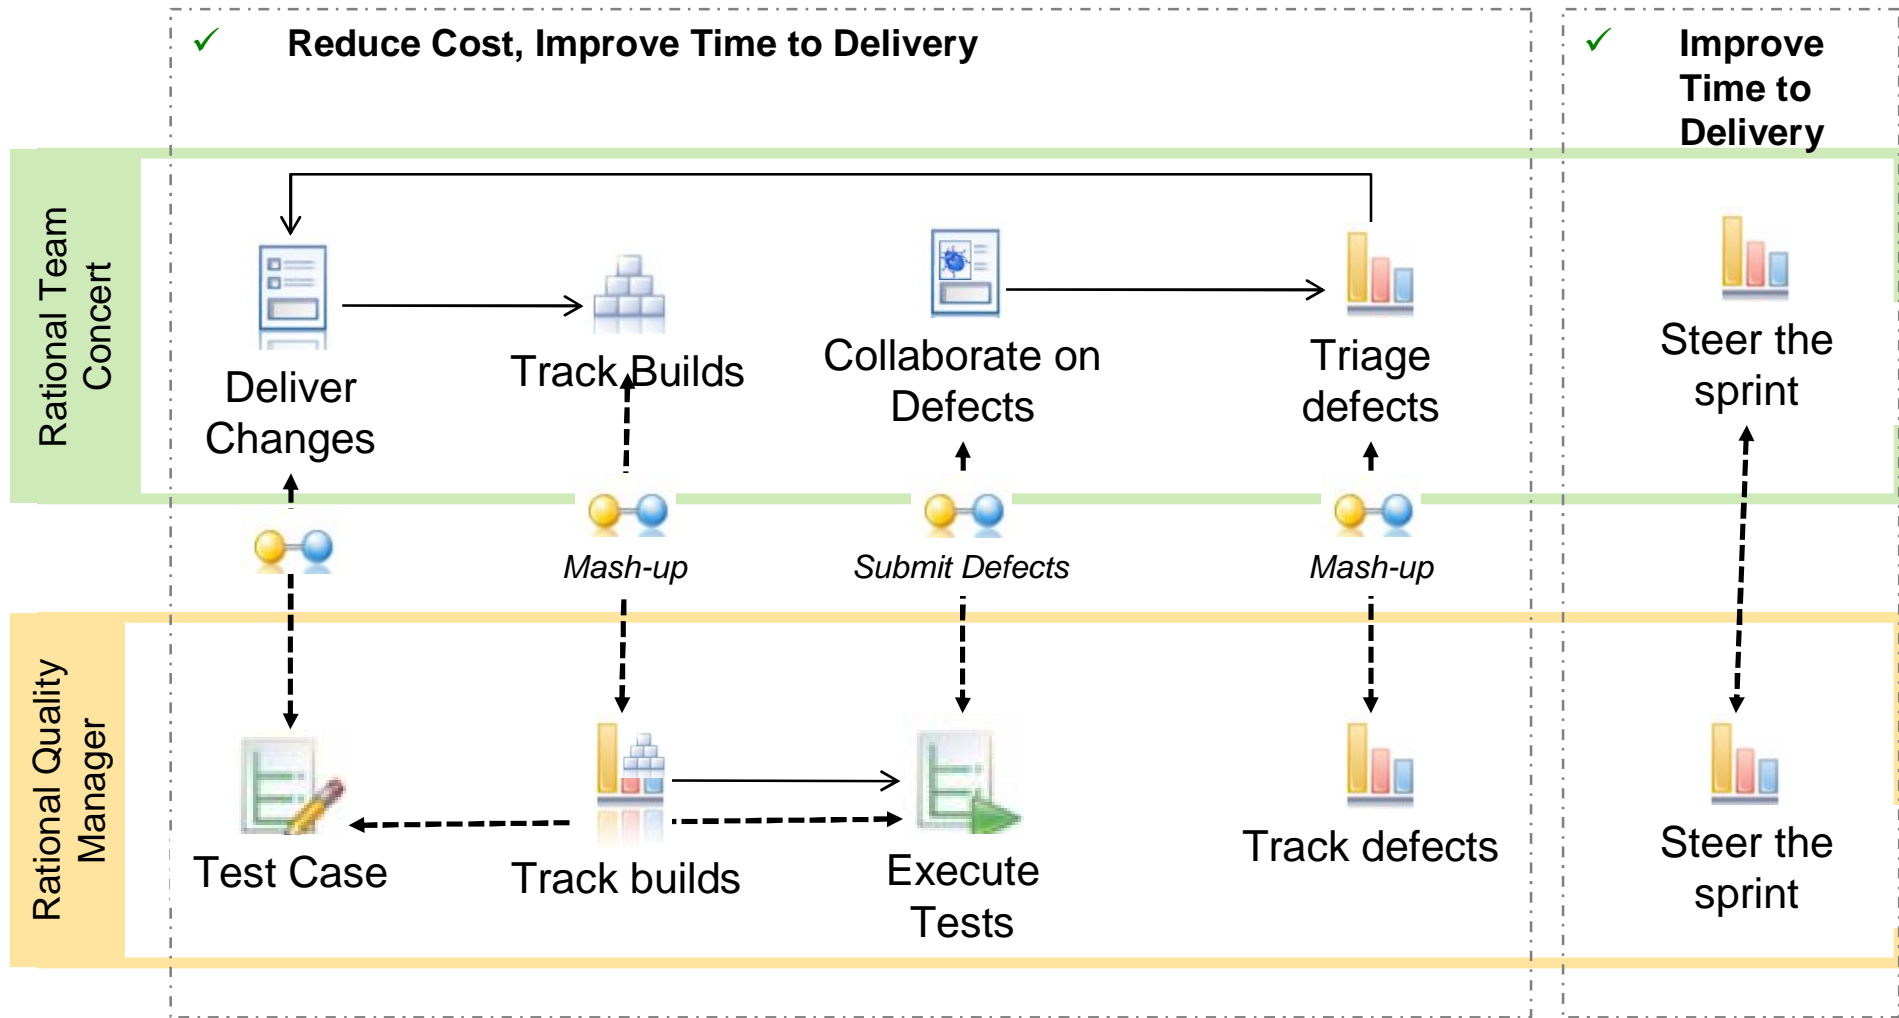 Reduce Cost, Improve Time to Delivery
Improve
Time to
Delivery
Rational Team
Concert
Deliver
Changes
Track Builds
Collaborate on
Defects
Triage
defects
Steer the
sprint
Mash-up
Submit Defects
Mash-up
Rational Quality
Manager
Test Case
Track builds
Execute
Tests
Track defects
Steer the
sprint